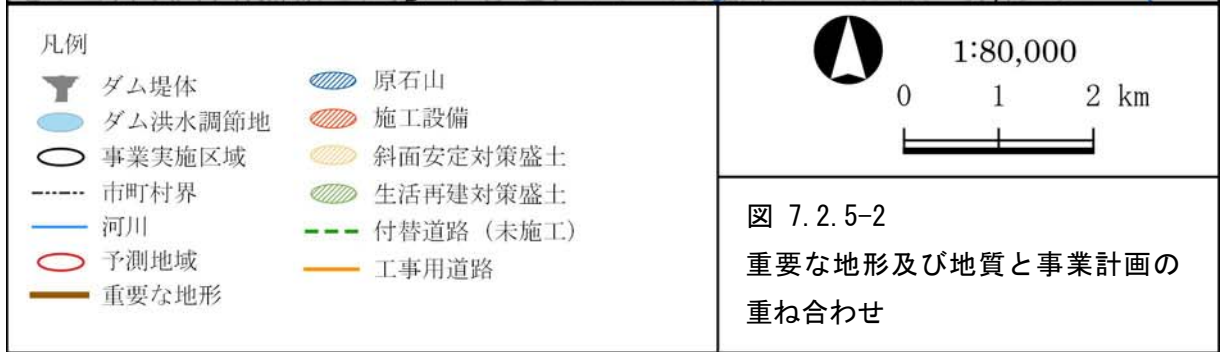 凡例
ダム堤体
ダム洪水調節地
事業実施区域
市町村界
河川
予測地域
重要な地形
原石山
施工設備
斜面安定対策盛土
生活再建対策盛土
付替道路（未施工）
工事用道路
1:80,000
0 1 2 km
図 7.2.5-2
重要な地形及び地質と事業計画の
重ね合わせ